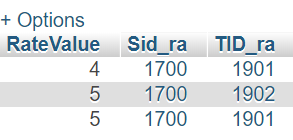 + Options
RateValue Sid_ra TID_ra
4 1700 1901
5 1700 1902
5 1700 1901